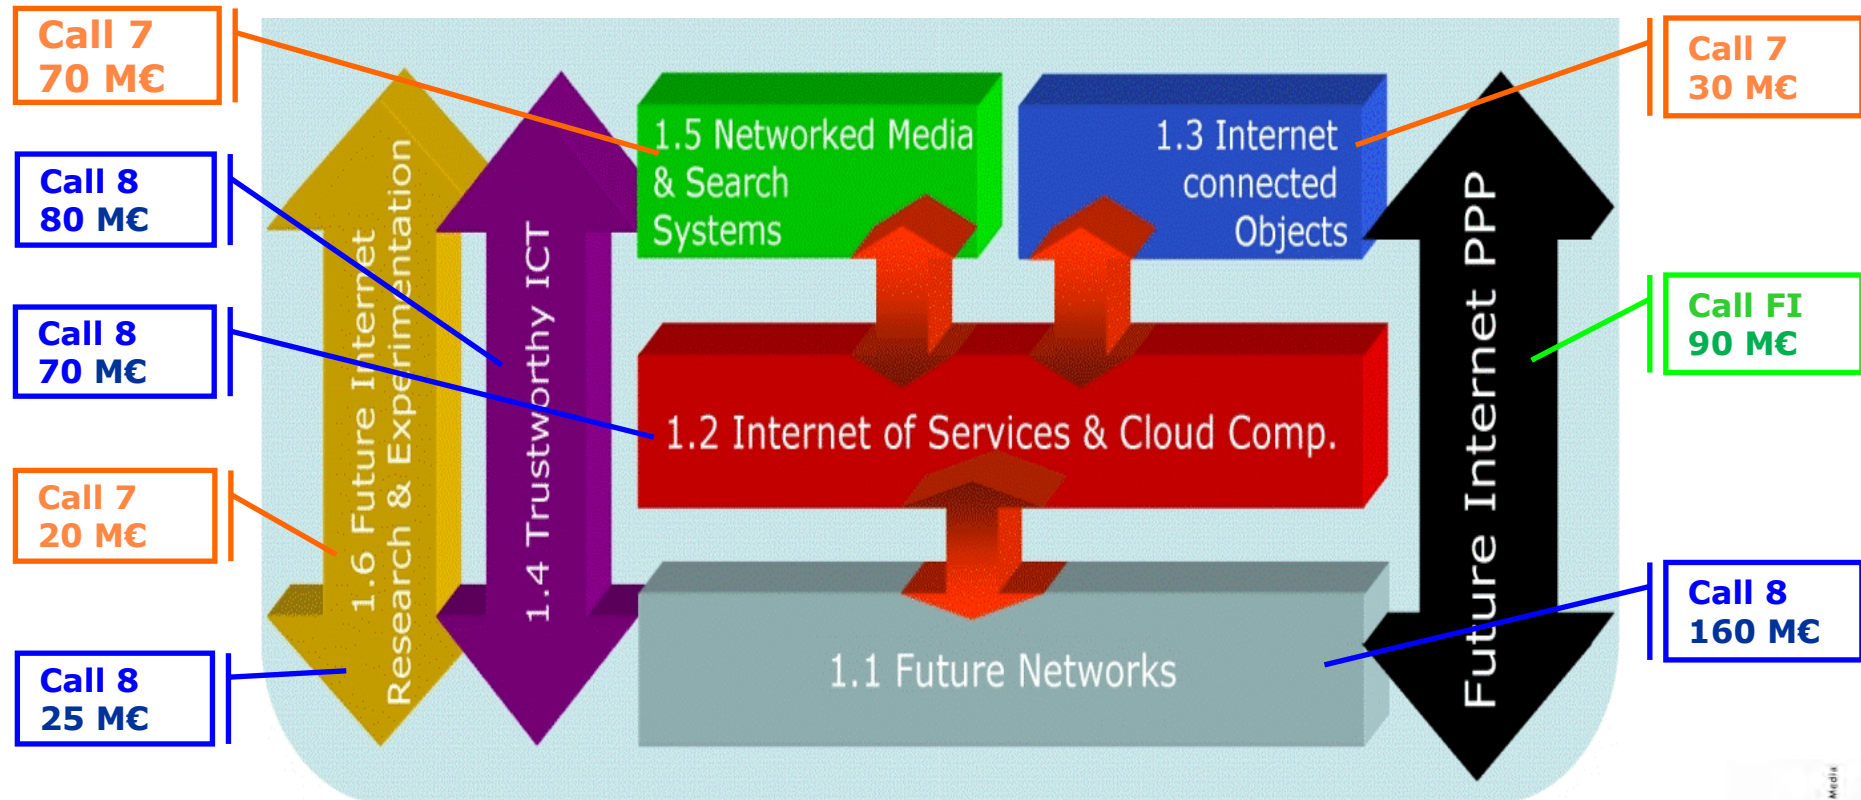 Call 7
70 M€
Call 8
80 M€
Call 8
70 M€
Call 7
20 M€
Call 8
25 M€
1.6 Future Internet
Research & Experimentation
1.4 Trustworthy ICT
1.5 Networked Media
& Search
Systems
1.3 Internet
connected
Objects
1.2 Internet of Services & Cloud Comp.
1.1 Future Networks
Future Internet PPP
Call 7
30 M€
Call FI
90 M€
Call 8
160 M€
Media